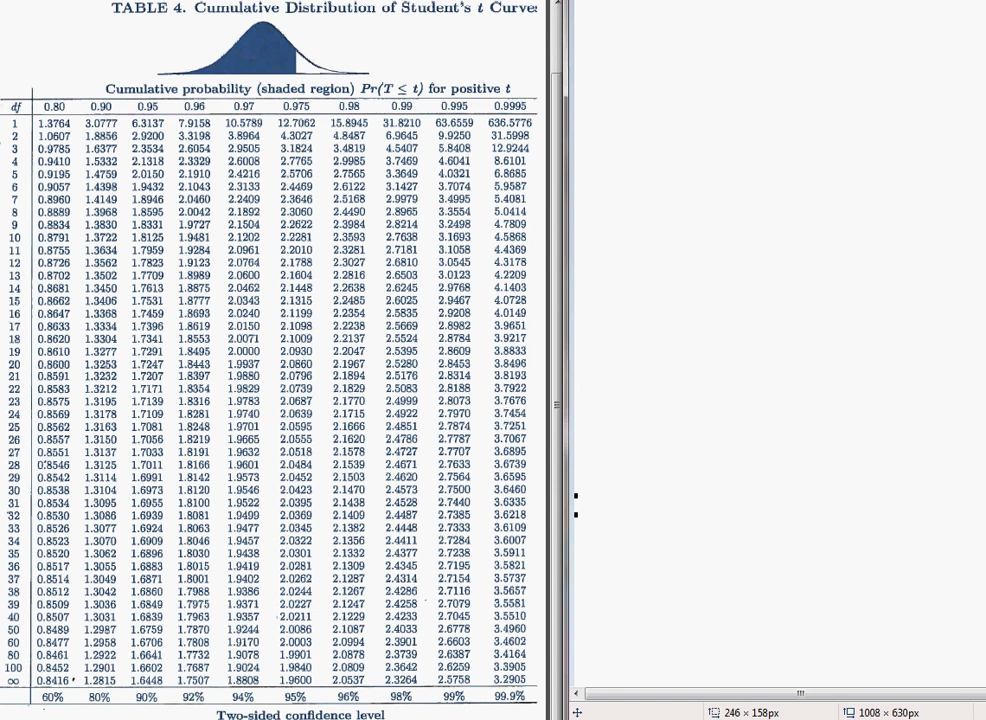 TABLE 4. Cumulative Distribution of Student's t Curves
Cumulative probability (shaded region) Pr(T ≤ t) for positive t
df 0.80 0.90 0.95 0.96 0.97 0.975 0.98 0.99 0.995 0.9995
1 1.3764 3.0777 6.3137 7.9158 10.5789 12.7062 15.8945 31.8210 63.6559 636.5776
2 1.0607 1.8856 2.9200 3.3198 3.8964 4.3027 4.8487 6.9645 9.9250 31.5998
3 0.9785 1.6377 2.3534 2.6054 2.9505 3.1824 3.4819 4.5407 5.8408 12.9244
4 0.9410 1.5332 2.1318 2.3329 2.6008 2.7765 2.9985 3.7469 4.6041 8.6101
5 0.9195 1.4759 2.0150 2.1910 2.4216 2.5706 2.7565 3.3649 4.0321 6.8685
6 0.9057 1.4398 1.9432 2.1043 2.3133 2.4469 2.6122 3.1427 3.7074 5.9587
7 0.8960 1.4149 1.8946 2.0460 2.2409 2.3646 2.5168 2.9979 3.4995 5.4081
8 0.8889 1.3968 1.8595 2.0042 2.1892 2.3060 2.4490 2.8965 3.3554 5.0414
9 0.8834 1.3830 1.8331 1.9727 2.1504 2.2622 2.3984 2.8214 3.2498 4.7809
10 0.8791 1.3722 1.8125 1.9481 2.1202 2.2281 2.3593 2.7638 3.1693 4.5868
11 0.8755 1.3634 1.7959 1.9284 2.0961 2.2010 2.3281 2.7181 3.1058 4.4369
12 0.8726 1.3562 1.7823 1.9123 2.0764 2.1788 2.3027 2.6810 3.0545 4.3178
13 0.8702 1.3502 1.7709 1.8989 2.0600 2.1604 2.2816 2.6503 3.0123 4.2209
14 0.8681 1.3450 1.7613 1.8875 2.0462 2.1448 2.2638 2.6245 2.9768 4.1403
15 0.8662 1.3406 1.7531 1.8777 2.0343 2.1315 2.2485 2.6025 2.9467 4.0728
16 0.8647 1.3368 1.7459 1.8693 2.0240 2.1199 2.2354 2.5835 2.9208 4.0149
17 0.8633 1.3334 1.7396 1.8619 2.0150 2.1098 2.2238 2.5669 2.8982 3.9651
18 0.8620 1.3304 1.7341 1.8553 2.0071 2.1009 2.2137 2.5524 2.8784 3.9217
19 0.8610 1.3277 1.7291 1.8495 2.0000 2.0930 2.2047 2.5395 2.8609 3.8833
20 0.8600 1.3253 1.7247 1.8443 1.9937 2.0860 2.1967 2.5280 2.8453 3.8496
21 0.8591 1.3232 1.7207 1.8397 1.9880 2.0796 2.1894 2.5176 2.8314 3.8193
22 0.8583 1.3212 1.7171 1.8354 1.9829 2.0739 2.1829 2.5083 2.8188 3.7922
23 0.8575 1.3195 1.7139 1.8316 1.9783 2.0687 2.1770 2.4999 2.8073 3.7676
24 0.8569 1.3178 1.7109 1.8281 1.9740 2.0639 2.1715 2.4922 2.7970 3.7454
25 0.8562 1.3163 1.7081 1.8248 1.9701 2.0595 2.1666 2.4851 2.7874 3.7251
26 0.8557 1.3150 1.7056 1.8219 1.9665 2.0555 2.1620 2.4786 2.7787 3.7067
27 0.8551 1.3137 1.7033 1.8191 1.9632 2.0518 2.1578 2.4727 2.7707 3.6895
28 0.8546 1.3125 1.7011 1.8166 1.9601 2.0484 2.1539 2.4671 2.7633 3.6739
29 0.8542 1.3114 1.6991 1.8142 1.9573 2.0452 2.1503 2.4620 2.7564 3.6595
30 0.8538 1.3104 1.6973 1.8120 1.9546 2.0423 2.1470 2.4573 2.7500 3.6460
31 0.8534 1.3095 1.6955 1.8100 1.9522 2.0395 2.1438 2.4528 2.7440 3.6335
32 0.8530 1.3086 1.6939 1.8081 1.9499 2.0369 2.1409 2.4487 2.7385 3.6218
33 0.8526 1.3077 1.6924 1.8063 1.9477 2.0345 2.1382 2.4448 2.7333 3.6109
34 0.8523 1.3070 1.6909 1.8046 1.9457 2.0322 2.1356 2.4411 2.7284 3.6007
35 0.8520 1.3062 1.6896 1.8030 1.9438 2.0301 2.1332 2.4377 2.7238 3.5911
36 0.8517 1.3055 1.6883 1.8015 1.9419 2.0281 2.1309 2.4345 2.7195 3.5821
37 0.8514 1.3049 1.6871 1.8001 1.9402 2.0262 2.1287 2.4314 2.7154 3.5737
38 0.8512 1.3042 1.6860 1.7988 1.9386 2.0244 2.1267 2.4286 2.7116 3.5657
39 0.8509 1.3036 1.6849 1.7975 1.9371 2.0227 2.1247 2.4258 2.7079 3.5581
40 0.8507 1.3031 1.6839 1.7963 1.9357 2.0211 2.1229 2.4233 2.7045 3.5510
50 0.8489 1.2987 1.6759 1.7870 1.9244 2.0086 2.1087 2.4033 2.6778 3.4960
60 0.8477 1.2958 1.6706 1.7808 1.9170 2.0003 2.0994 2.3901 2.6603 3.4602
80 0.8461 1.2922 1.6641 1.7732 1.9078 1.9901 2.0878 2.3739 2.6387 3.4164
100 0.8452 1.2901 1.6602 1.7687 1.9024 1.9840 2.0809 2.3642 2.6259 3.3905
∞ 0.8416 1.2815 1.6448 1.7507 1.8808 1.9600 2.0537 2.3264 2.5758 3.2905
60% 80% 90% 92% 94% 95% 96% 98% 99% 99.9%
Two-sided confidence level
246 × 158px 1008 × 630px